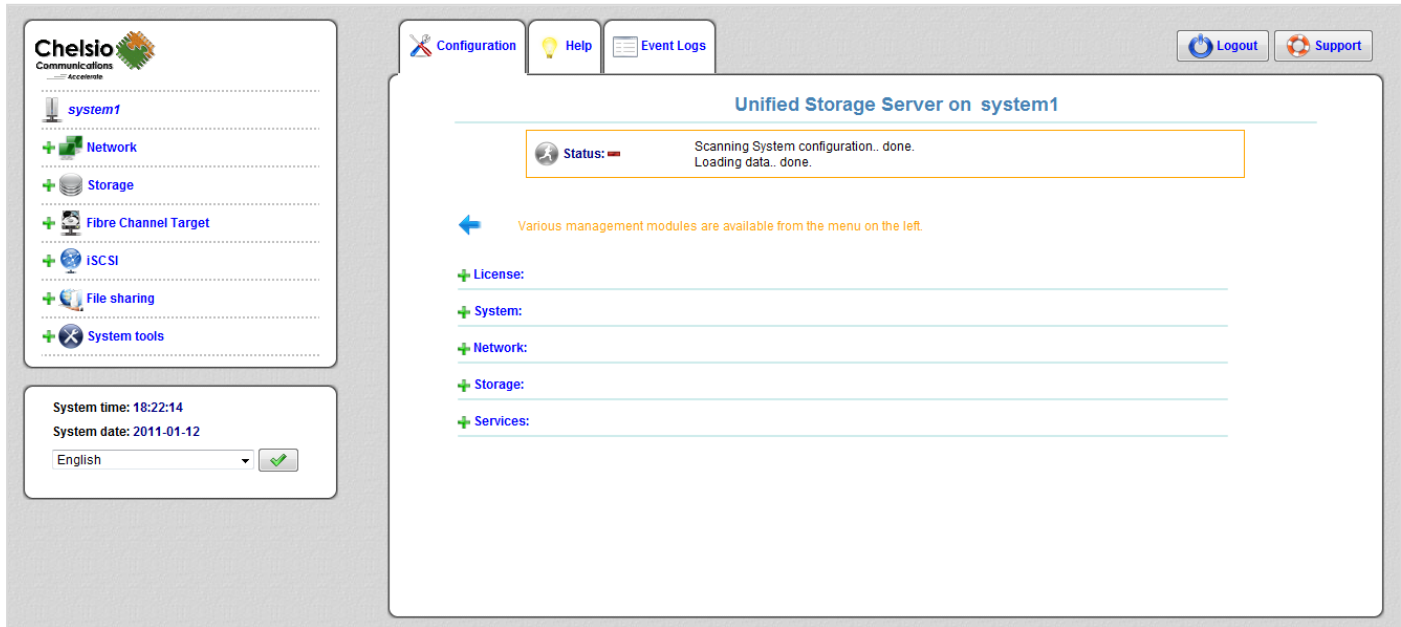 Chelsio
Communications
Accelerate
system1
Network
Storage
Fibre Channel Target
iSCSI
File sharing
System tools
System time: 18:22:14
System date: 2011-01-12
English
Configuration
Help
Event Logs
Logout
Support
Unified Storage Server on system1
Status:
Scanning System configuration.. done.
Loading data.. done.
Various management modules are available from the menu on the left.
License:
System:
Network:
Storage:
Services: